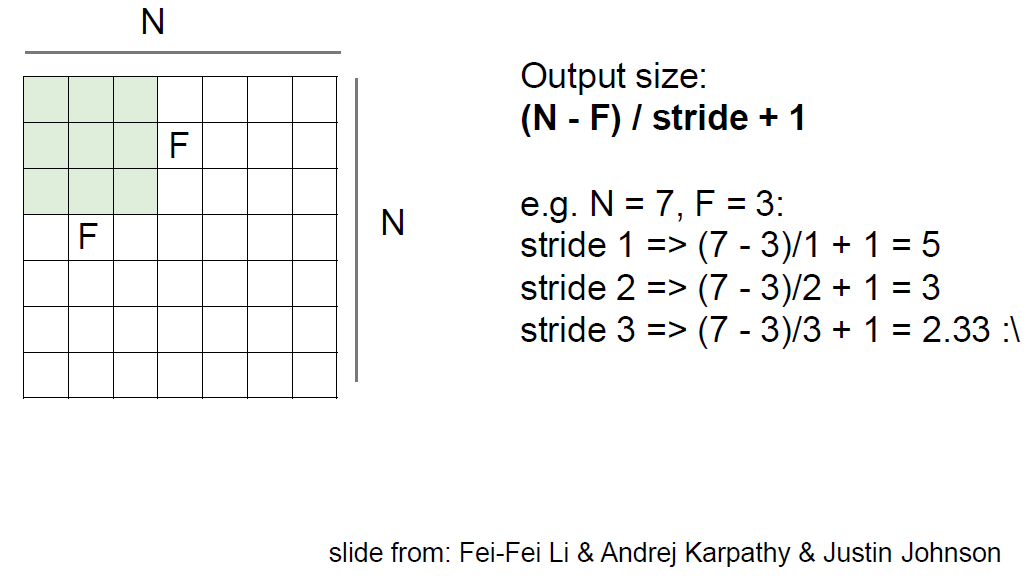 N
F
F
N
Output size:
(N - F) / stride + 1
e.g. N = 7, F = 3:
stride 1 => (7 - 3)/1 + 1 = 5
stride 2 => (7 - 3)/2 + 1 = 3
stride 3 => (7 - 3)/3 + 1 = 2.33 :\
slide from: Fei-Fei Li & Andrej Karpathy & Justin Johnson